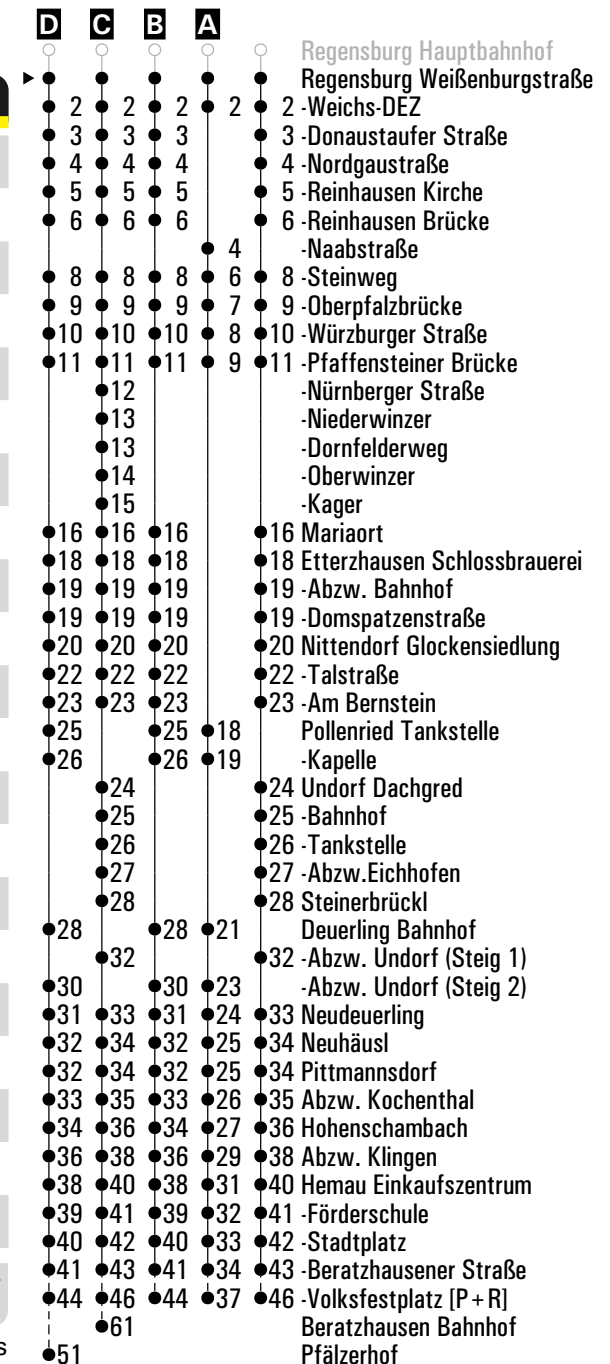 D C B A
Regensburg Hauptbahnhof
Regensburg Weißenburgstraße
2 2 2 2 2 -Weichs-DEZ
3 3 3 3 -Donaustaufer Straße
4 4 4 4 -Nordgaustraße
5 5 5 5 -Reinhausen Kirche
6 6 6 6 -Reinhausen Brücke
4 -Naabstraße
8 8 8 6 8 -Steinweg
9 9 9 7 9 -Oberpfalzbrücke
10 10 10 8 10 -Würzburger Straße
11 11 11 9 11 -Pfaffensteiner Brücke
12 -Nürnberger Straße
13 -Niederwinzer
13 -Dornfelderweg
14 -Oberwinzer
15 -Kager
16 16 16 16 Mariaort
18 18 18 18 Etterzhausen Schlossbrauerei
19 19 19 19 -Abzw. Bahnhof
19 19 19 19 -Domspatzenstraße
20 20 20 20 Nittendorf Glockensiedlung
22 22 22 22 -Talstraße
23 23 23 23 -Am Bernstein
25 25 18 Pollenried Tankstelle
26 26 19 -Kapelle
24 24 Undorf Dachgred
25 25 -Bahnhof
26 26 -Tankstelle
27 27 -Abzw.Eichhofen
28 28 Steinerbrückl
28 28 21 Deuerling Bahnhof
32 32 -Abzw. Undorf (Steig 1)
30 30 23 -Abzw. Undorf (Steig 2)
31 33 31 24 33 Neudeuerling
32 34 32 25 34 Neuhäusl
32 34 32 25 34 Pittmannsdorf
33 35 33 26 35 Abzw. Kochenthal
34 36 34 27 36 Hohenschambach
36 38 36 29 38 Abzw. Klingen
38 40 38 31 40 Hemau Einkaufszentrum
39 41 39 32 41 -Förderschule
40 42 40 33 42 -Stadtplatz
41 43 41 34 43 -Beratzhausener Straße
44 46 44 37 46 -Volksfestplatz [P+R]
61 Beratzhausen Bahnhof
s 51 Pfälzerhof